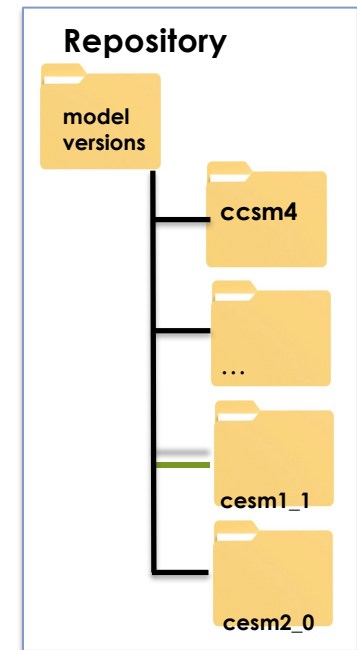 Repository
model
versions
ccsm4
...
cesm1_1
cesm2_0